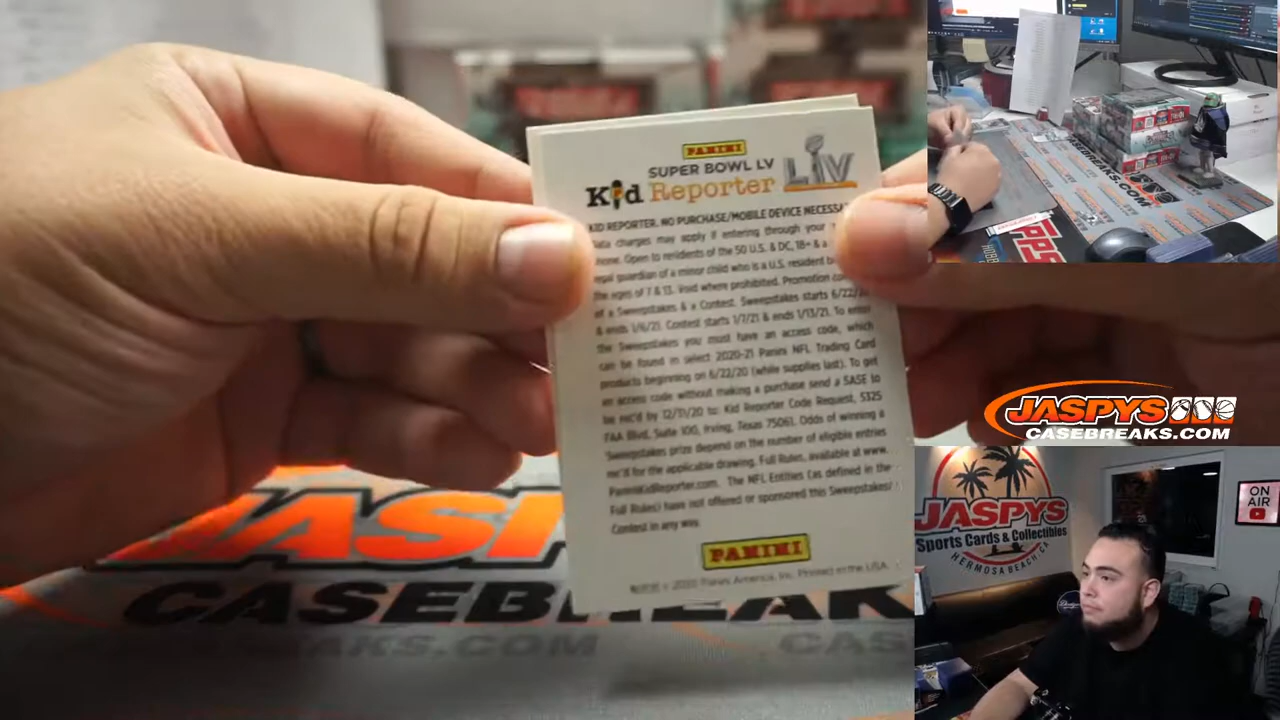 PANINI
SUPER BOWL LV
Kid Reporter
LIV
KID REPORTER. NO PURCHASE/MOBILE DEVICE NECESSA
data charges may apply if entering through your
Open to residents of the 50 U.S. & DC, 18+ & a
legal guardian of a minor child who is a U.S. resident
the ages of 7 & 13. Void where prohibited. Promotion
of a Sweepstakes & a Contest. Sweepstakes starts 6/22/20
& ends 1/6/21. Contest starts 1/7/21 & ends 1/13/21. To enter
the Sweepstakes you must have an access code, which
can be found in select 2020-21 Panini NFL Trading Card
products beginning on 6/22/20 (while supplies last). To get
an access code without making a purchase send a SASE to
be rec'd by 12/31/20 to: Kid Reporter Code Request, 5325
FAA Blvd, Suite 100, Irving, Texas 75061. Odds of winning a
Sweepstakes prize depend on the number of eligible entries
rec'd for the applicable drawing. Full Rules, available at www.
PaniniKidReporter.com. The NFL Entities (as defined in the
Full Rules) have not offered or sponsored this Sweepstakes/
Contest in any way.
PANINI
© 2020 Panini America, Inc. Printed in the USA.
JASP
CASEB REAK
CASEBREAKS.COM
JASPYS
CASEBREAKS.COM
JASPYS
Sports Cards & Collectibles
HERMOSA BEACH, CA
ON
AIR